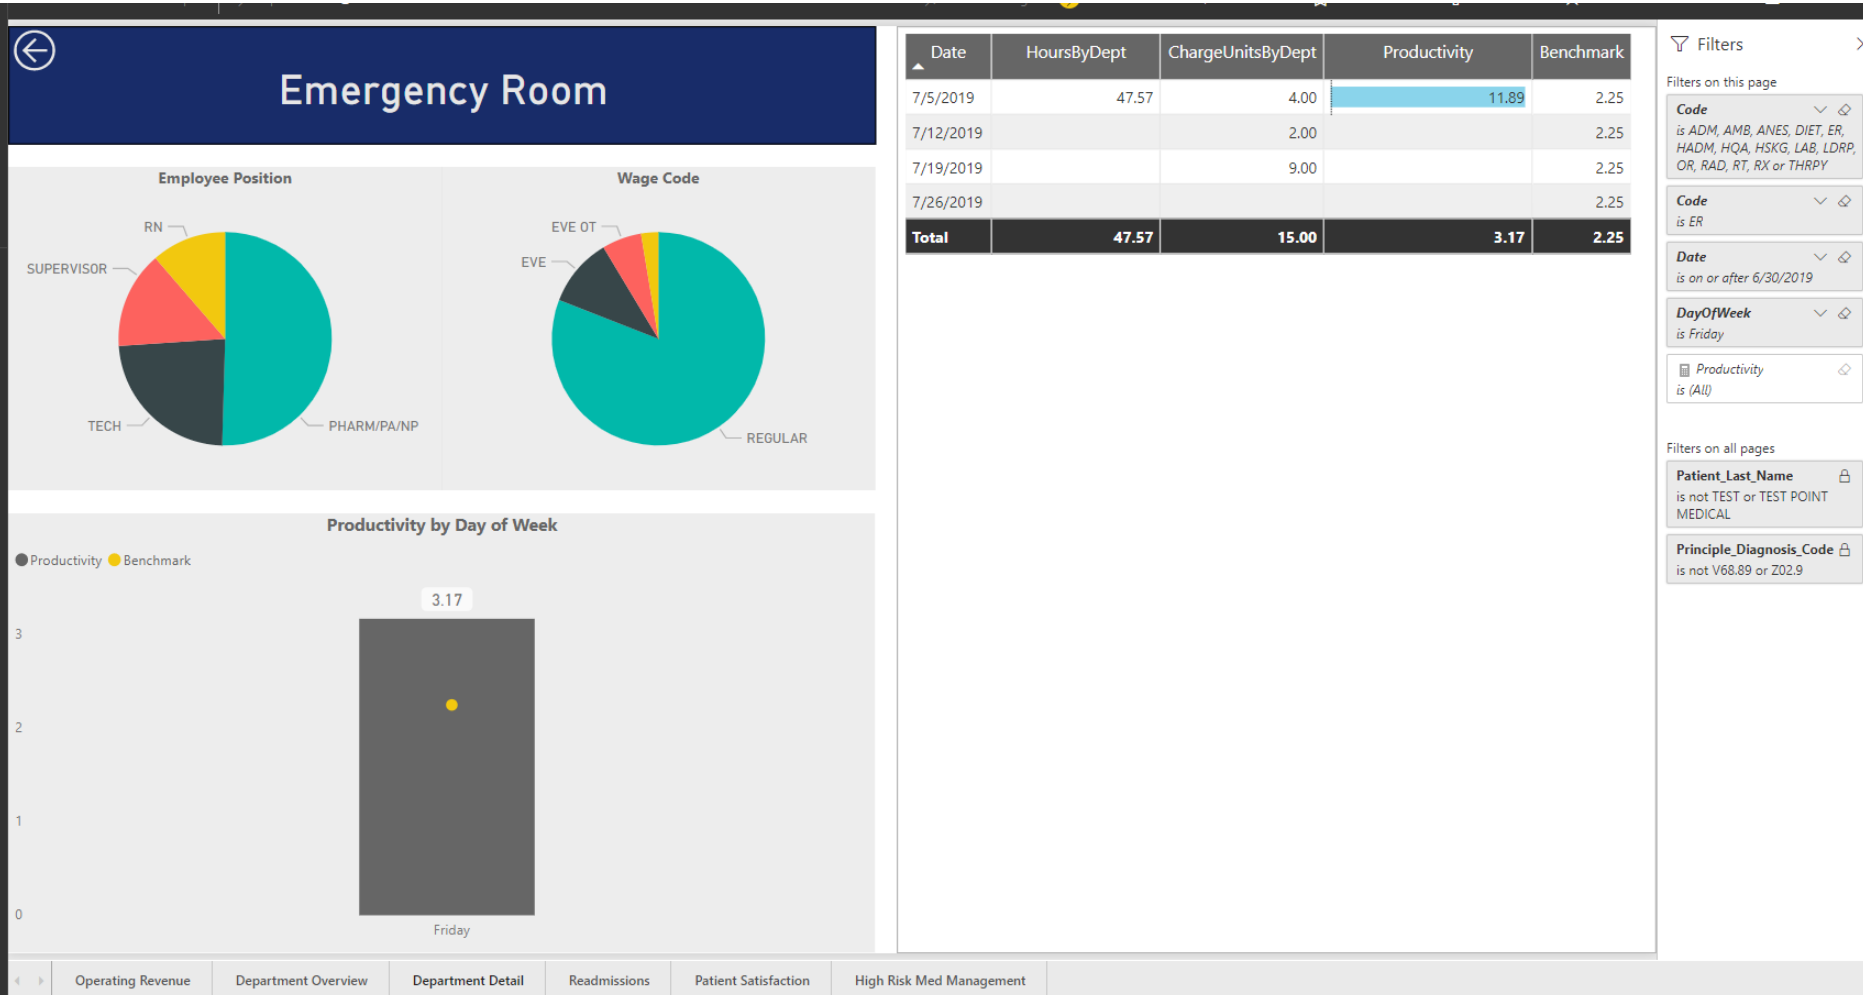 Emergency Room
Employee Position
RN
SUPERVISOR
TECH
PHARM/PA/NP
Wage Code
EVE OT
EVE
REGULAR
Productivity by Day of Week
Productivity Benchmark
3.17
3
2
1
0
Friday
Date HoursByDept ChargeUnitsByDept Productivity Benchmark
7/5/2019 47.57 4.00 11.89 2.25
7/12/2019 2.00 2.25
7/19/2019 9.00 2.25
7/26/2019 2.25
Total 47.57 15.00 3.17 2.25
Filters
Filters on this page
Code
is ADM, AMB, ANES, DIET, ER,
HADM, HQA, HSKG, LAB, LDRP,
OR, RAD, RT, RX or THRPY
Code
is ER
Date
is on or after 6/30/2019
DayOfWeek
is Friday
Productivity
is (All)
Filters on all pages
Patient_Last_Name
is not TEST or TEST POINT
MEDICAL
Principle_Diagnosis_Code
is not V68.89 or Z02.9
Operating Revenue Department Overview Department Detail Readmissions Patient Satisfaction High Risk Med Management